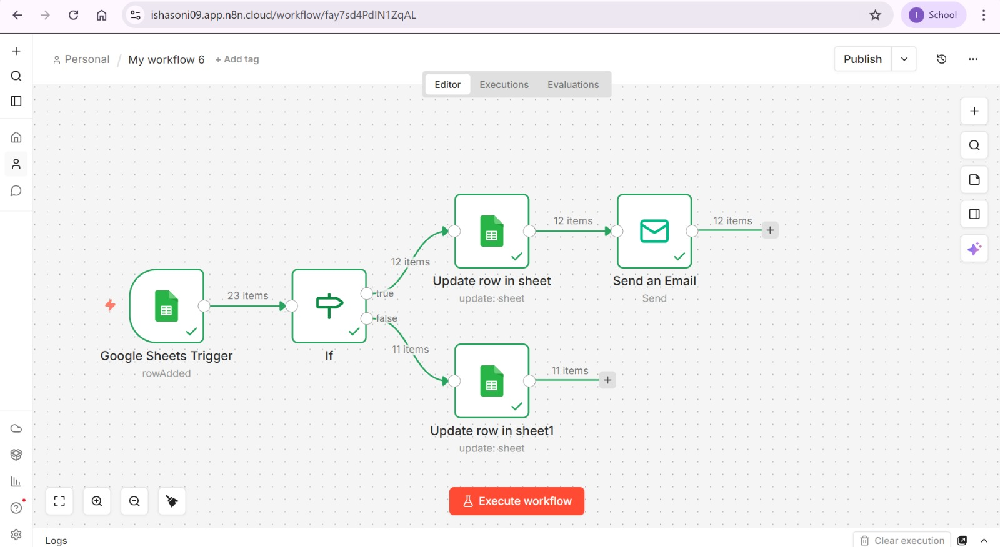 ishasoni09.app.n8n.cloud/workflow/fay7sd4PdIN1ZqAL
I
School
Personal / My workflow 6 + Add tag
Publish
Editor Executions Evaluations
12 items
12 items
12 items
true
Update row in sheet
update: sheet
Send an Email
Send
23 items
false
11 items
Google Sheets Trigger
rowAdded
If
11 items
Update row in sheet1
update: sheet
Execute workflow
Logs
Clear execution